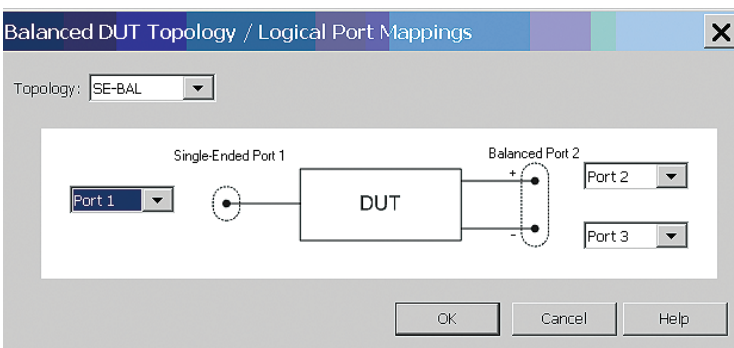 Balanced DUT Topology / Logical Port Mappings
Topology: SE-BAL
Single-Ended Port 1
Balanced Port 2
+
Port 2
Port 1
DUT
-
Port 3
OK Cancel Help